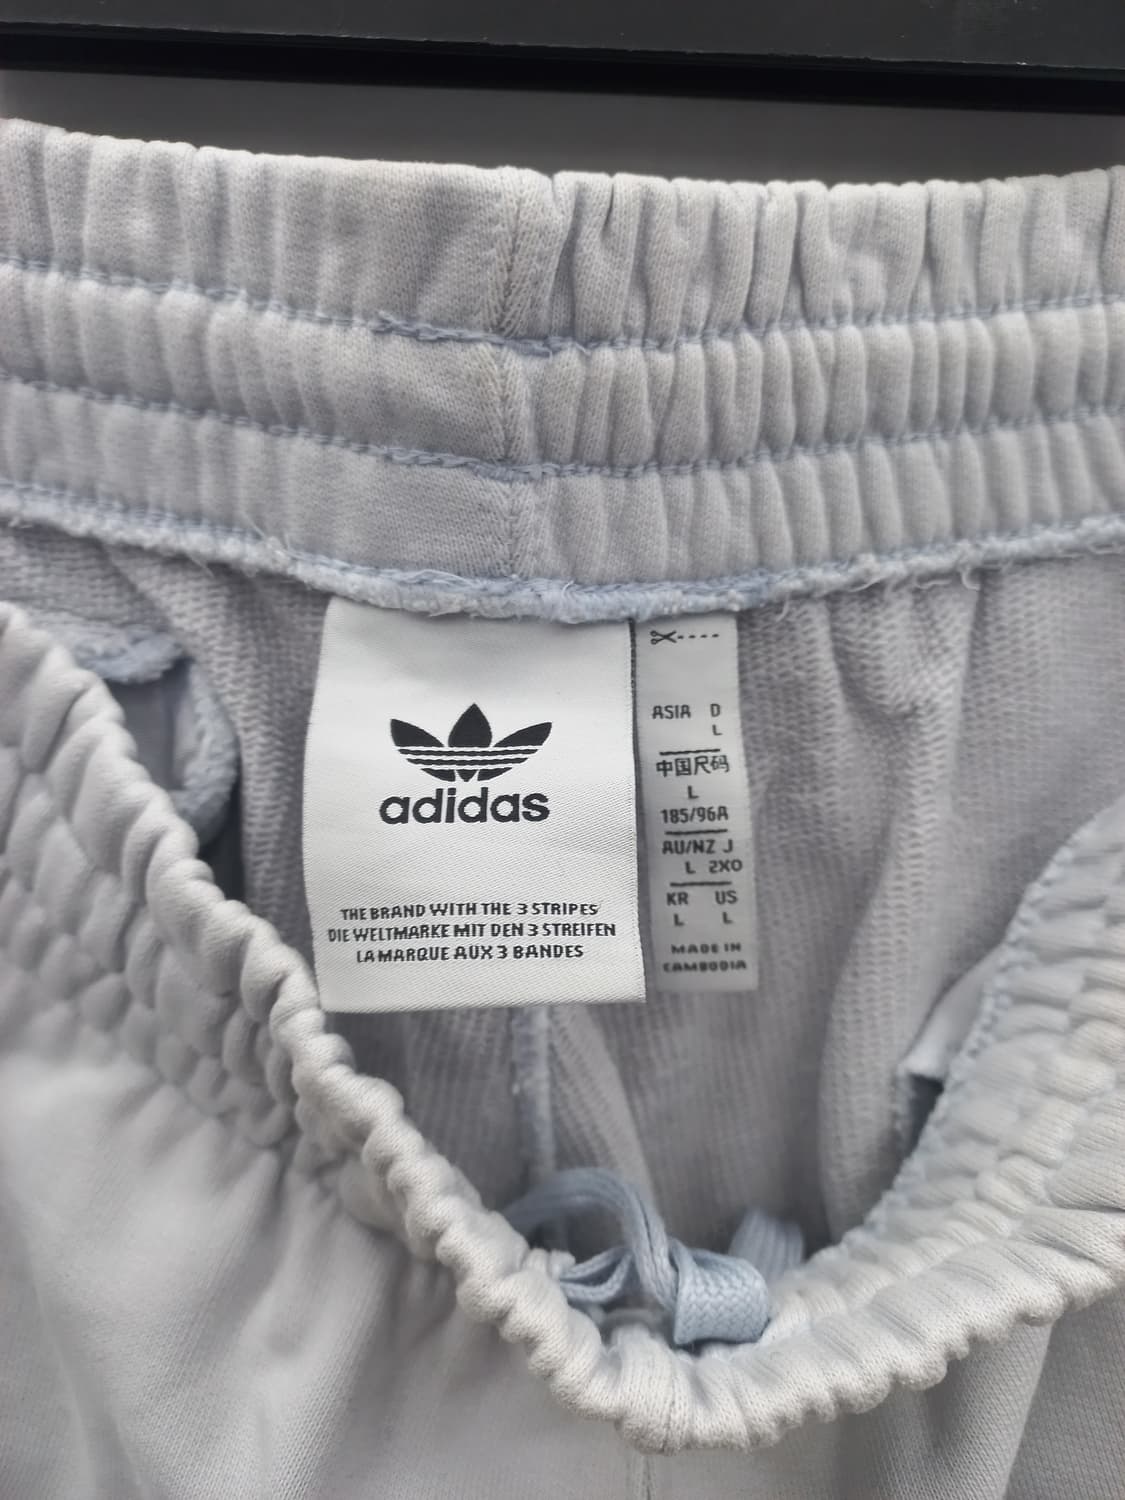 adidas
THE BRAND WITH THE 3 STRIPES
DIE WELTMARKE MIT DEN 3 STREIFEN
LA MARQUE AUX 3 BANDES
ASIA D
L
中国尺码
L
185/96A
AU/NZ J
L 2XO
KR US
L L
MADE IN
CAMBODIA